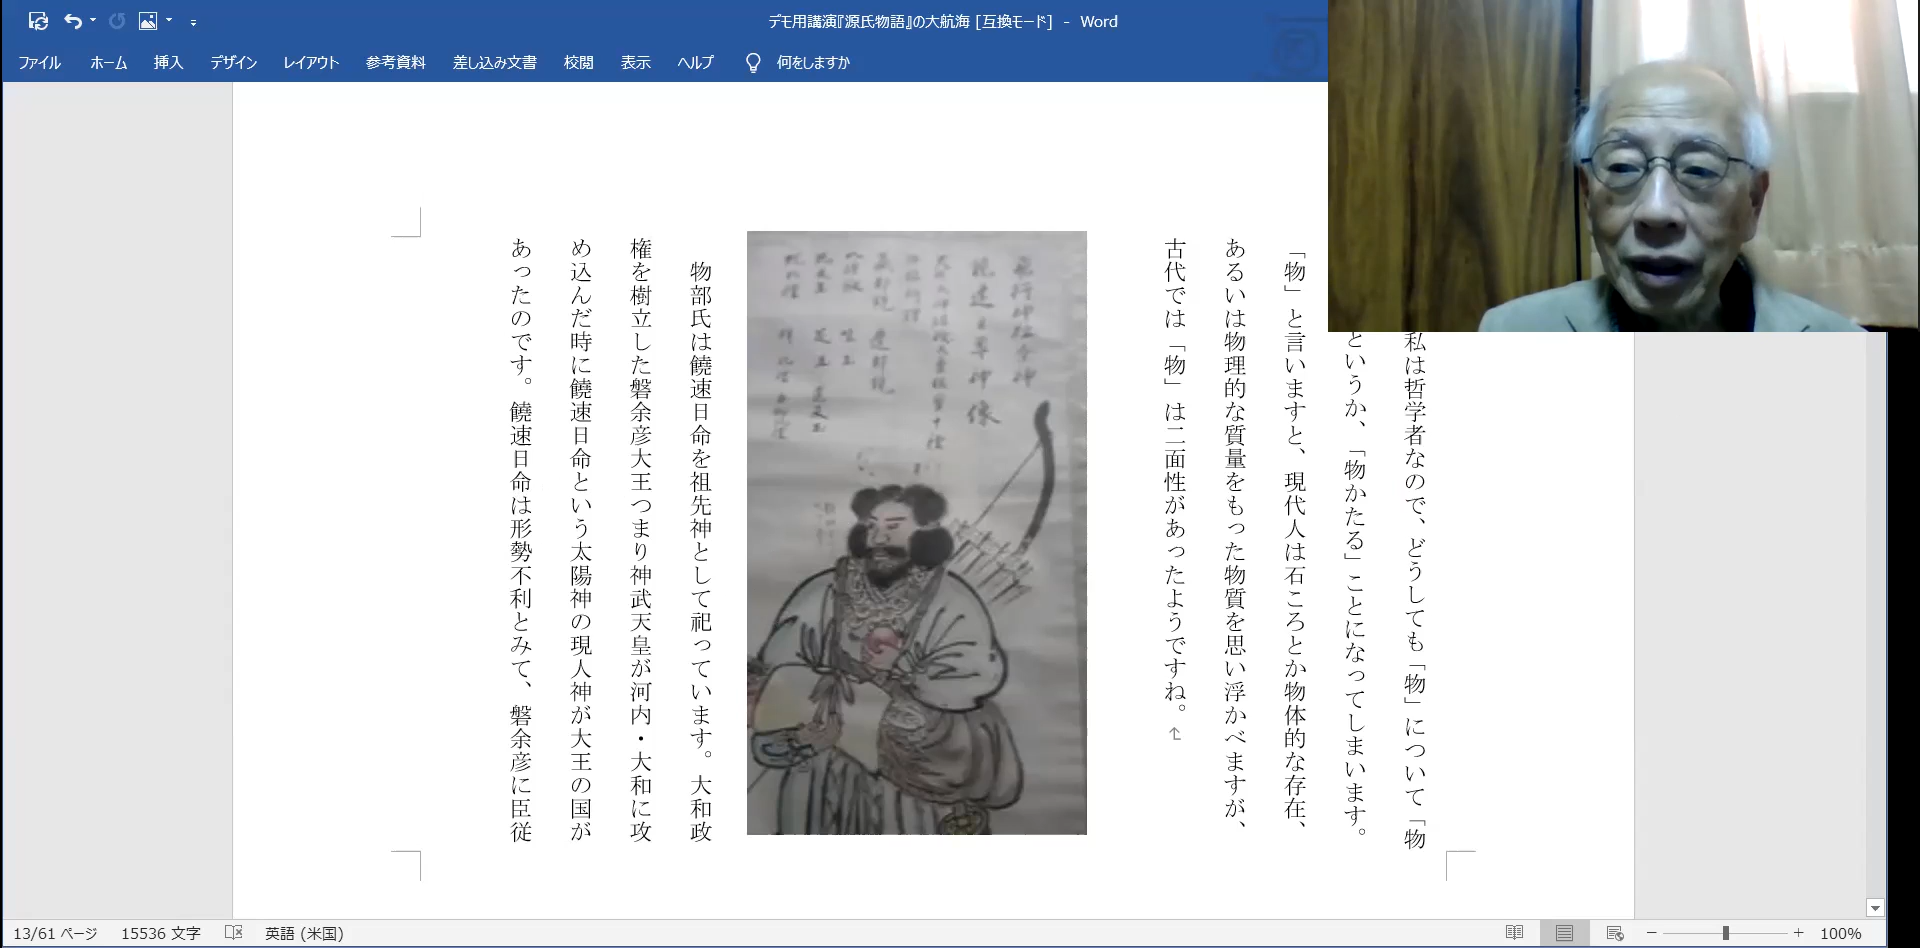 デモ用講演『源氏物語』の大航海 [互換モード] - Word
ファイル ホーム 挿入 デザイン レイアウト 参考資料 差し込み文書 校閲 表示 ヘルプ 何をしますか
私は哲学者なので、どうしても「物」について「物
というか、「物かたる」ことになってしまいます。
「物」と言いますと、現代人は石ころとか物体的な存在、
あるいは物理的な質量をもった物質を思い浮かべますが、
古代では「物」は二面性があったようですね。
饒速日尊神像
物部氏は饒速日命を祖先神として祀っています。大和政
権を樹立した磐余彦大王つまり神武天皇が河内・大和に攻
め込んだ時に饒速日命という太陽神の現人神が大王の国が
あったのです。饒速日命は形勢不利とみて、磐余彦に臣従
13/61 ページ 15536 文字 英語 (米国) 100%